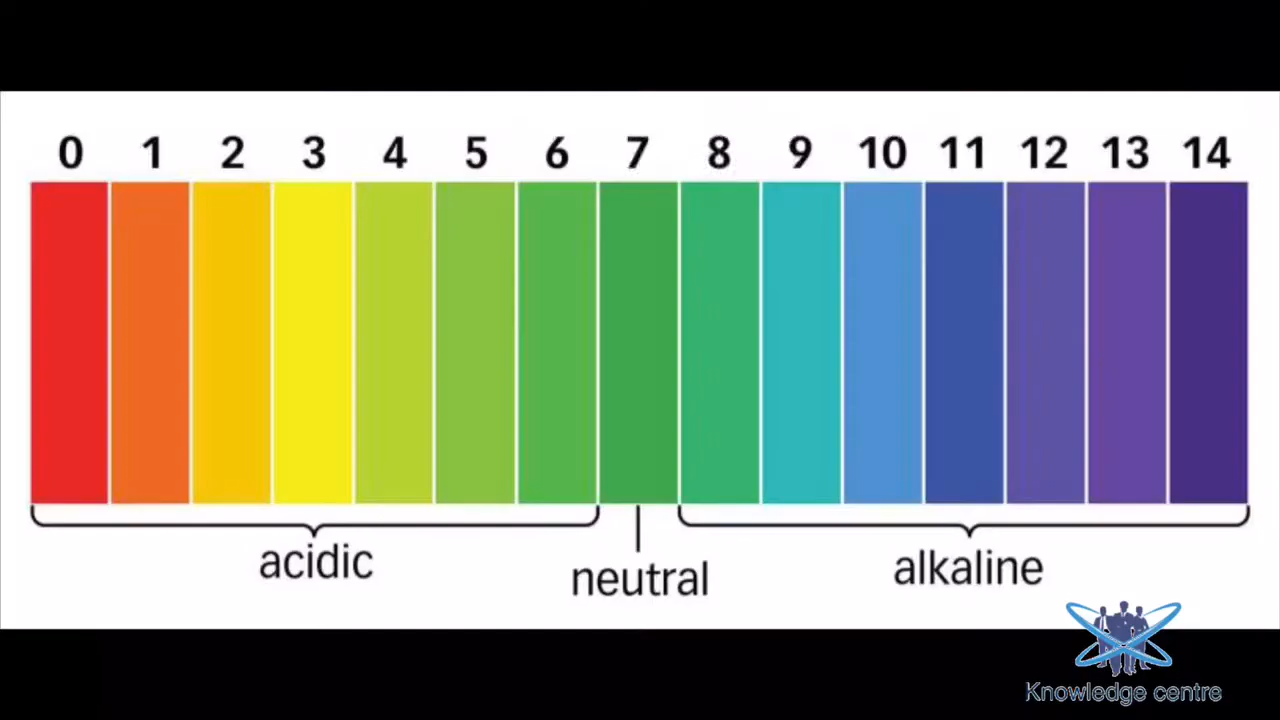 0 1 2 3 4 5 6 7 8 9 10 11 12 13 14
acidic
neutral
alkaline
Knowledge centre